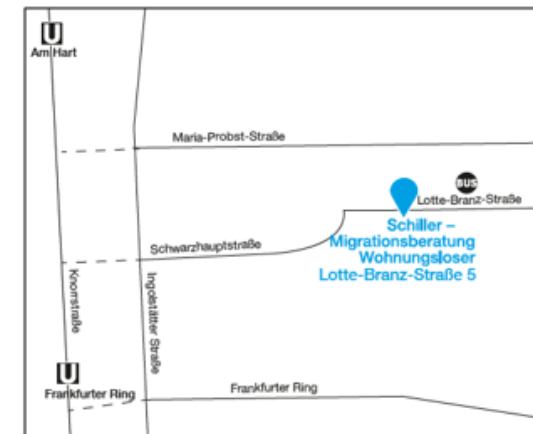 U
Am Hart
Maria-Probst-Straße
BUS
Lotte-Branz-Straße
Schiller –
Migrationsberatung
Wohnungsloser
Lotte-Branz-Straße 5
Schwarzhauptstraße
Knorrstraße
Ingolstätter Straße
U
Frankfurter Ring
Frankfurter Ring